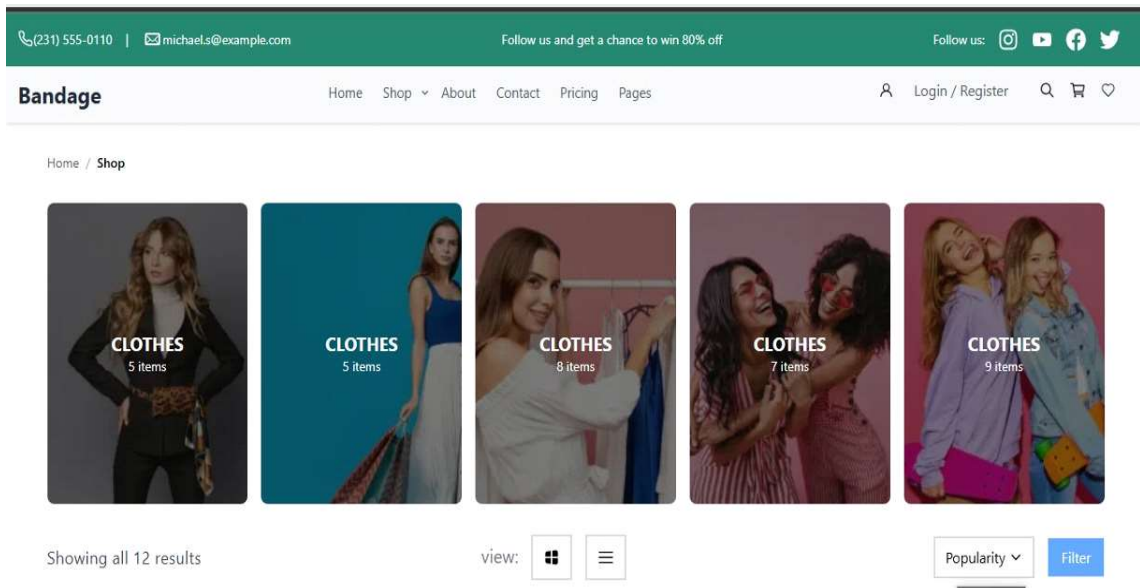 (231) 555-0110 | michael.s@example.com Follow us and get a chance to win 80% off Follow us:
Bandage Home Shop About Contact Pricing Pages Login / Register
Home / Shop
CLOTHES CLOTHES CLOTHES CLOTHES CLOTHES
5 items 5 items 8 items 7 items 9 items
Showing all 12 results view: Popularity Filter